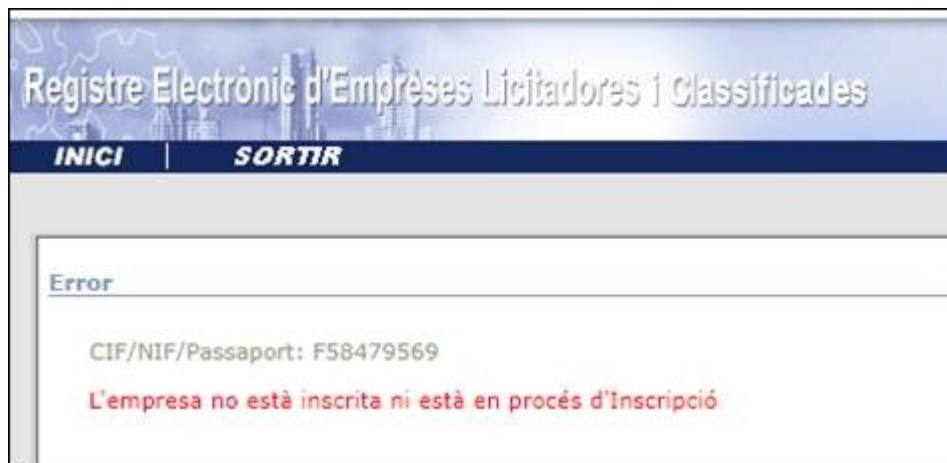 Registre Electrònic d'Empreses Licitadores i Classificades
INICI | SORTIR
Error
CIF/NIF/Passaport: F58479569
L'empresa no està inscrita ni està en procés d'Inscripció